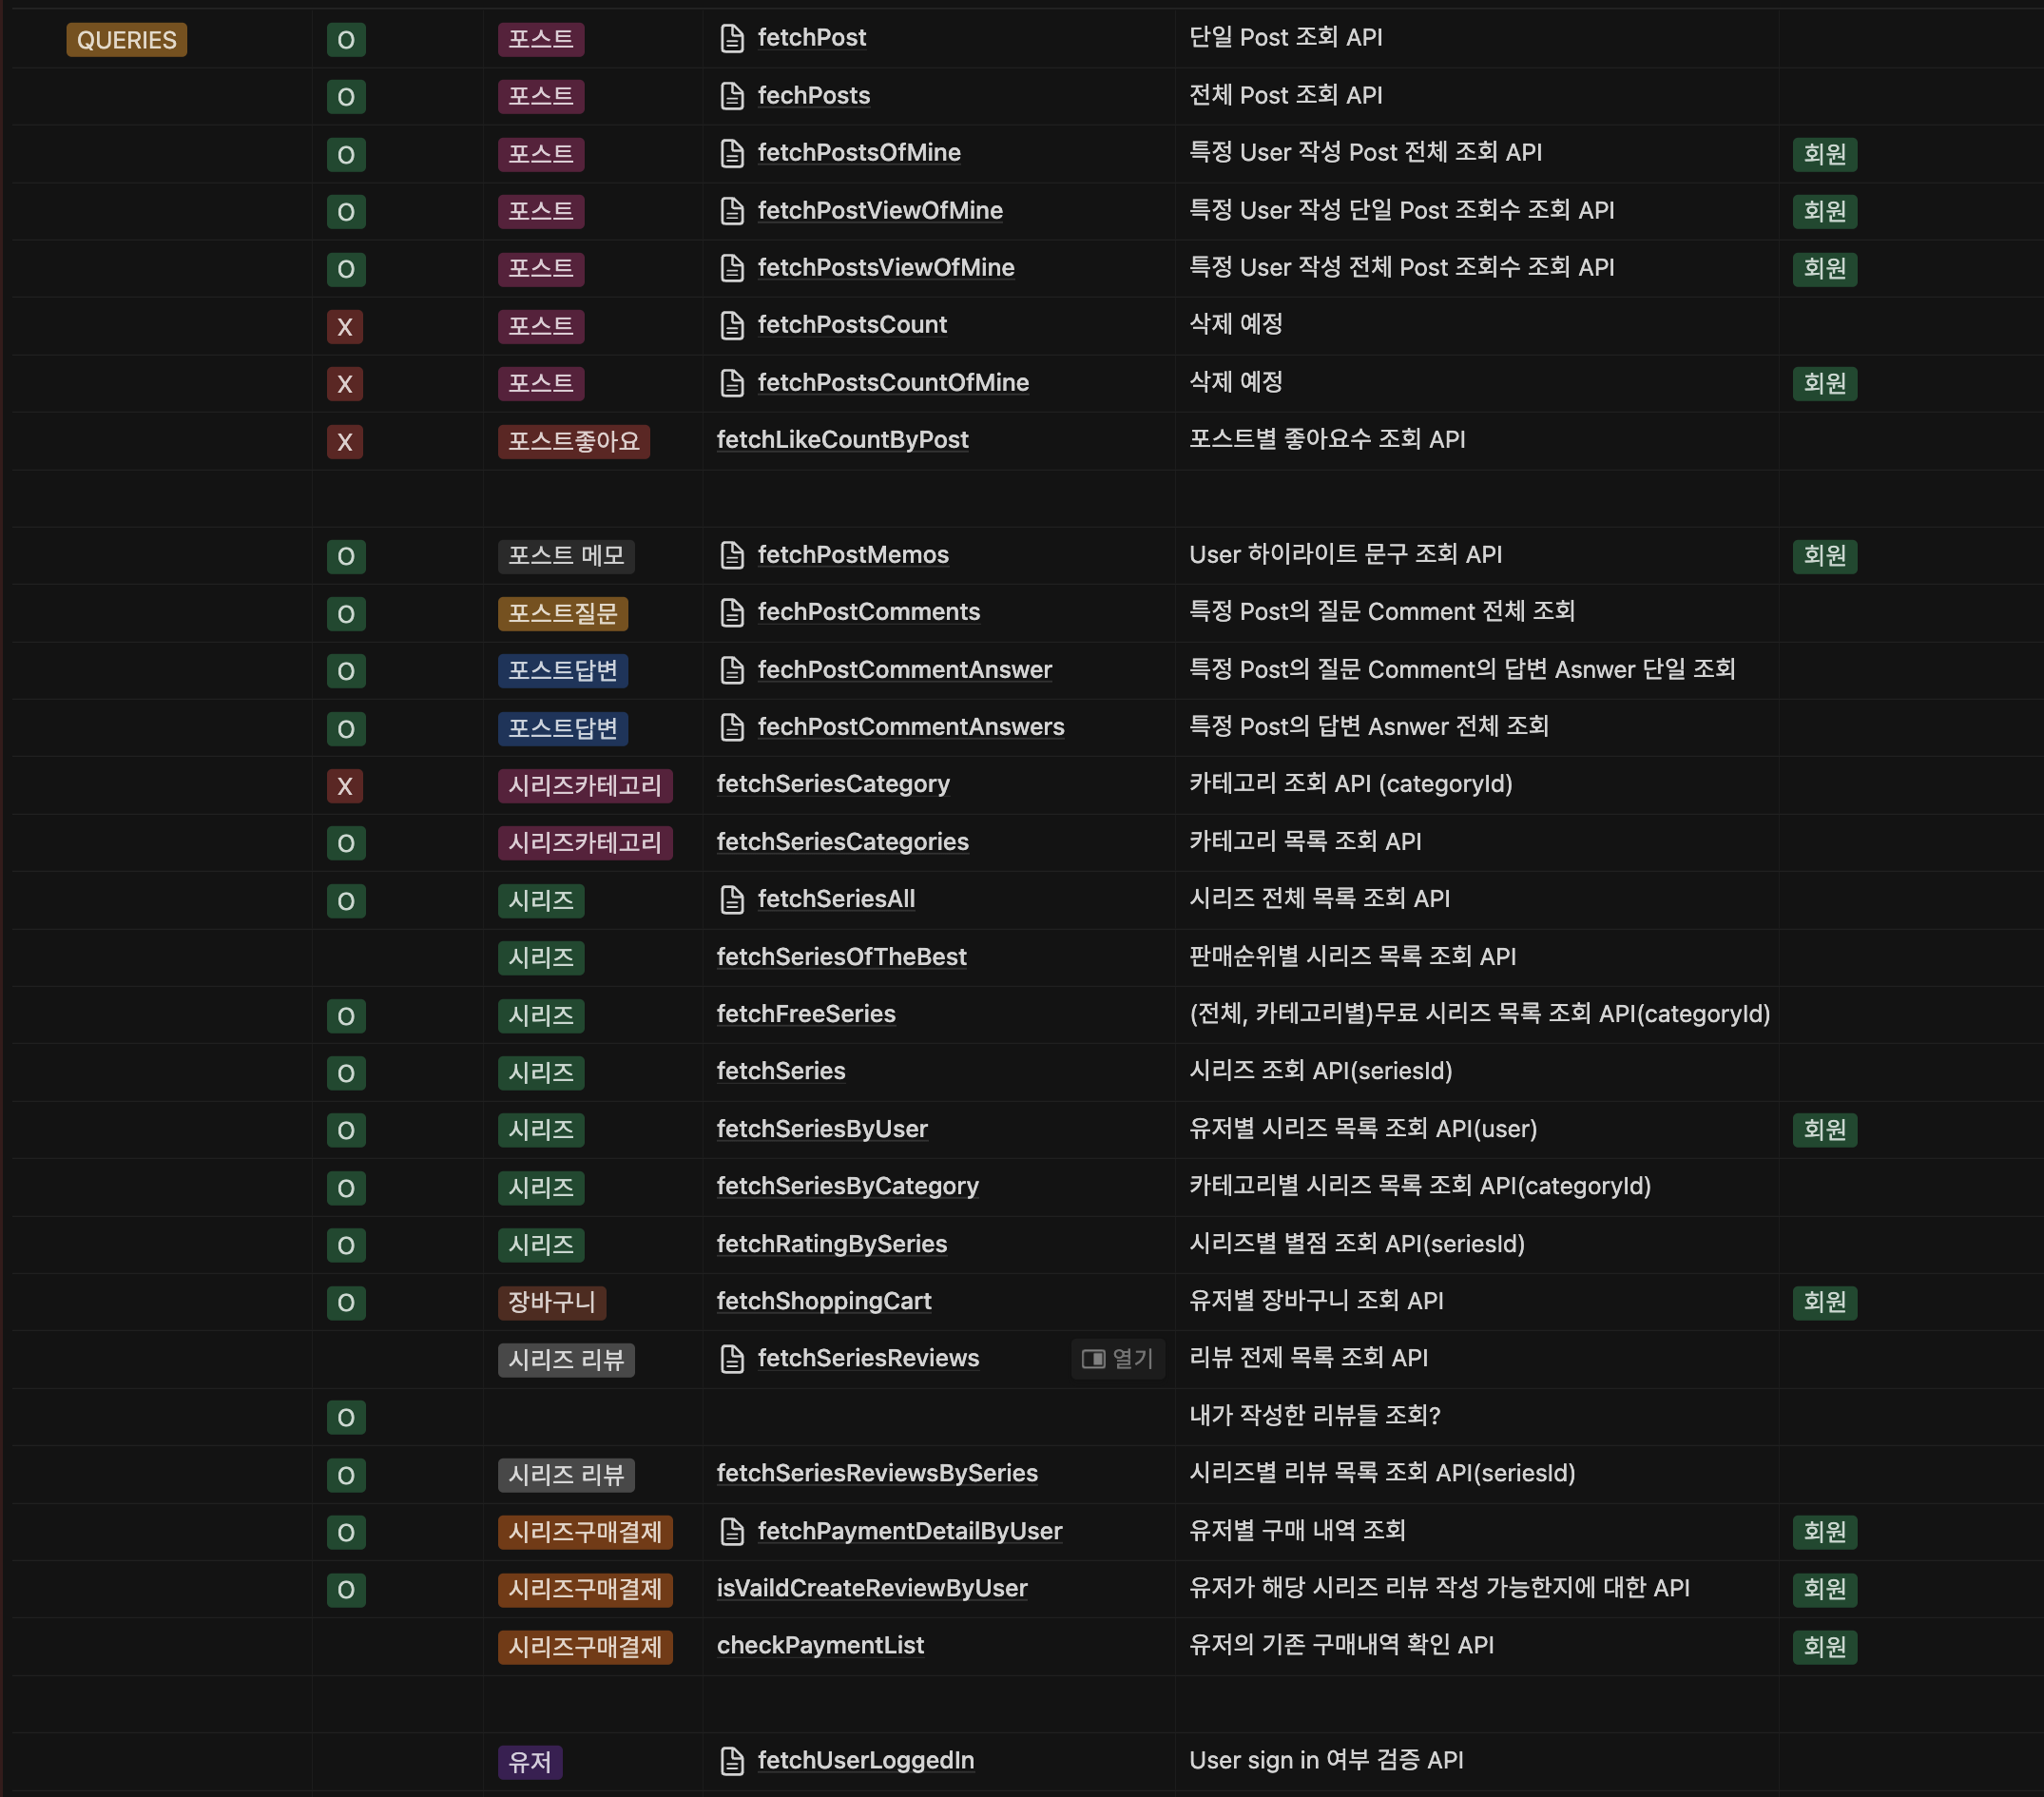 QUERIES O 포스트 fetchPost 단일 Post 조회 API
O 포스트 fechPosts 전체 Post 조회 API
O 포스트 fetchPostsOfMine 특정 User 작성 Post 전체 조회 API 회원
O 포스트 fetchPostViewOfMine 특정 User 작성 단일 Post 조회수 조회 API 회원
O 포스트 fetchPostsViewOfMine 특정 User 작성 전체 Post 조회수 조회 API 회원
X 포스트 fetchPostsCount 삭제 예정
X 포스트 fetchPostsCountOfMine 삭제 예정 회원
X 포스트좋아요 fetchLikeCountByPost 포스트별 좋아요수 조회 API
O 포스트 메모 fetchPostMemos User 하이라이트 문구 조회 API 회원
O 포스트질문 fechPostComments 특정 Post의 질문 Comment 전체 조회
O 포스트답변 fechPostCommentAnswer 특정 Post의 질문 Comment의 답변 Asnwer 단일 조회
O 포스트답변 fechPostCommentAnswers 특정 Post의 답변 Asnwer 전체 조회
X 시리즈카테고리 fetchSeriesCategory 카테고리 조회 API (categoryId)
O 시리즈카테고리 fetchSeriesCategories 카테고리 목록 조회 API
O 시리즈 fetchSeriesAll 시리즈 전체 목록 조회 API
시리즈 fetchSeriesOfTheBest 판매순위별 시리즈 목록 조회 API
O 시리즈 fetchFreeSeries (전체, 카테고리별)무료 시리즈 목록 조회 API(categoryId)
O 시리즈 fetchSeries 시리즈 조회 API(seriesId)
O 시리즈 fetchSeriesByUser 유저별 시리즈 목록 조회 API(user) 회원
O 시리즈 fetchSeriesByCategory 카테고리별 시리즈 목록 조회 API(categoryId)
O 시리즈 fetchRatingBySeries 시리즈별 별점 조회 API(seriesId)
O 장바구니 fetchShoppingCart 유저별 장바구니 조회 API 회원
시리즈 리뷰 fetchSeriesReviews 열기 리뷰 전제 목록 조회 API
O 내가 작성한 리뷰들 조회?
O 시리즈 리뷰 fetchSeriesReviewsBySeries 시리즈별 리뷰 목록 조회 API(seriesId)
O 시리즈구매결제 fetchPaymentDetailByUser 유저별 구매 내역 조회 회원
O 시리즈구매결제 isVaildCreateReviewByUser 유저가 해당 시리즈 리뷰 작성 가능한지에 대한 API 회원
시리즈구매결제 checkPaymentList 유저의 기존 구매내역 확인 API 회원
유저 fetchUserLoggedIn User sign in 여부 검증 API